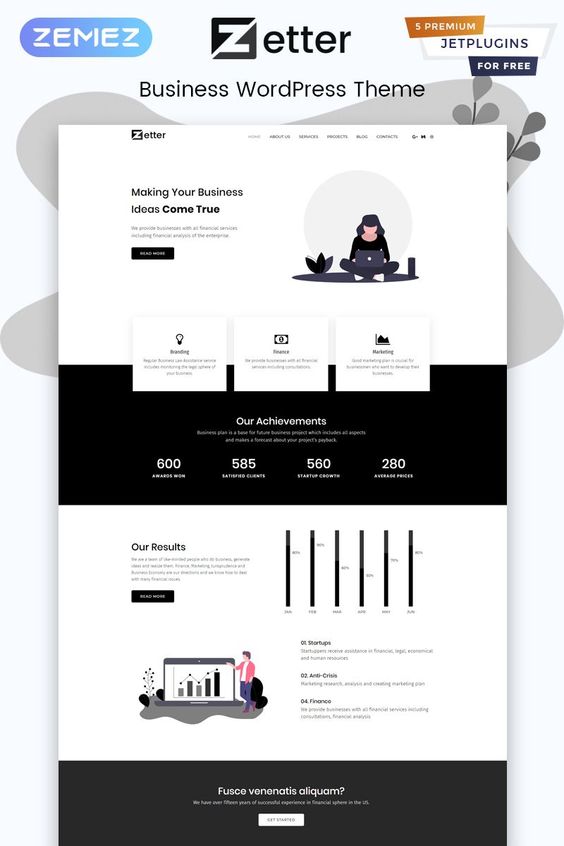 ZEMEZ
Zetter
5 PREMIUM
JETPLUGINS
FOR FREE
Business WordPress Theme
Zetter
HOME ABOUT US SERVICES PROJECTS BLOG CONTACTS G+
Making Your Business
Ideas Come True
We provide businesses with all financial services
including financial analysis of the enterprise.
READ MORE
Branding
Regular Business Law Assistance service
includes monitoring the legal sphere of
your business.
Finance
We provide businesses with all financial
services including consultations.
Marketing
Good marketing plan is crucial for
businessmen who want to develop their
businesses.
Our Achievements
Business plan is a base for future business project which includes all aspects
and makes a forecast about your project's payback.
600 585 560 280
AWARDS WON SATISFIED CLIENTS STARTUP GROWTH AVERAGE PRICES
Our Results
We are a team of like-minded people who do business, generate
ideas and realize them. Finance, Marketing, Jurisprudence and
Business Economy are our directions and we know how to deal
with many financial issues.
READ MORE
80% 90% 60% 50% 70% 80%
JAN FEB MAR APR MAY JUN
01. Startups
Startuppers receive assistance in financial, legal, economical
and human resources
02. Anti-Crisis
Marketing research, analysis and creating marketing plan
04. Finance
We provide businesses with all financial services including
consultations, financial analysis
Fusce venenatis aliquam?
We have over fifteen years of successful experience in financial sphere in the US.
GET STARTED